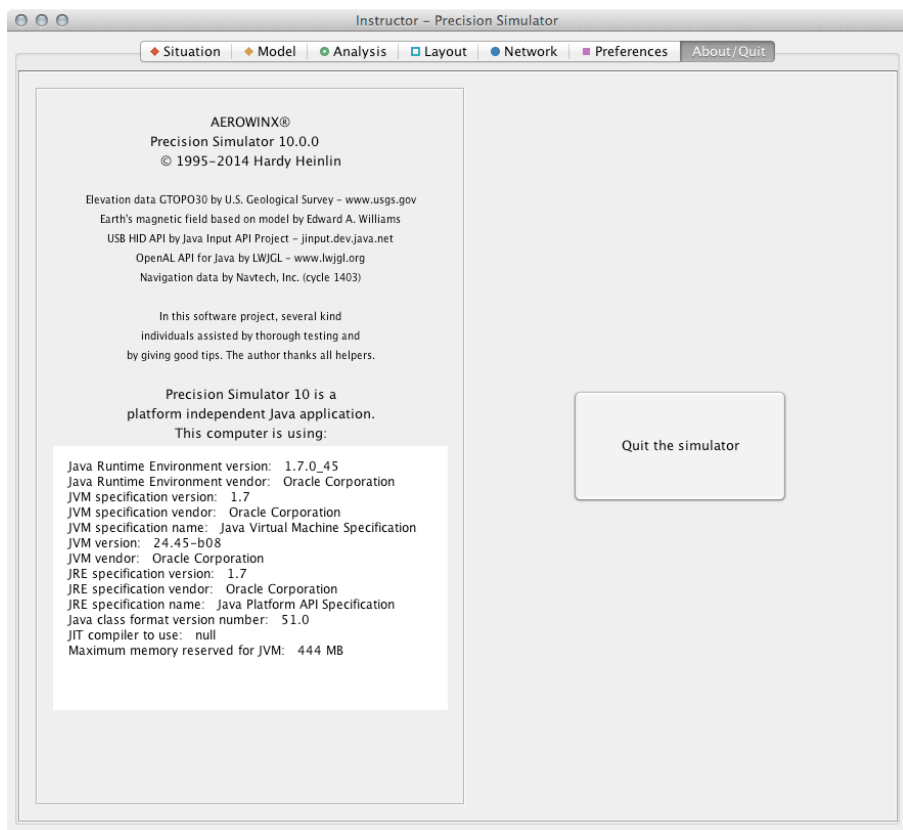 Instructor – Precision Simulator
Situation Model Analysis Layout Network Preferences About/Quit
AEROWINX®
Precision Simulator 10.0.0
© 1995–2014 Hardy Heinlin
Elevation data GTOPO30 by U.S. Geological Survey – www.usgs.gov
Earth's magnetic field based on model by Edward A. Williams
USB HID API by Java Input API Project – jinput.dev.java.net
OpenAL API for Java by LWJGL – www.lwjgl.org
Navigation data by Navtech, Inc. (cycle 1403)
In this software project, several kind
individuals assisted by thorough testing and
by giving good tips. The author thanks all helpers.
Precision Simulator 10 is a
platform independent Java application.
This computer is using:
Java Runtime Environment version: 1.7.0_45
Java Runtime Environment vendor: Oracle Corporation
JVM specification version: 1.7
JVM specification vendor: Oracle Corporation
JVM specification name: Java Virtual Machine Specification
JVM version: 24.45-b08
JVM vendor: Oracle Corporation
JRE specification version: 1.7
JRE specification vendor: Oracle Corporation
JRE specification name: Java Platform API Specification
Java class format version number: 51.0
JIT compiler to use: null
Maximum memory reserved for JVM: 444 MB
Quit the simulator